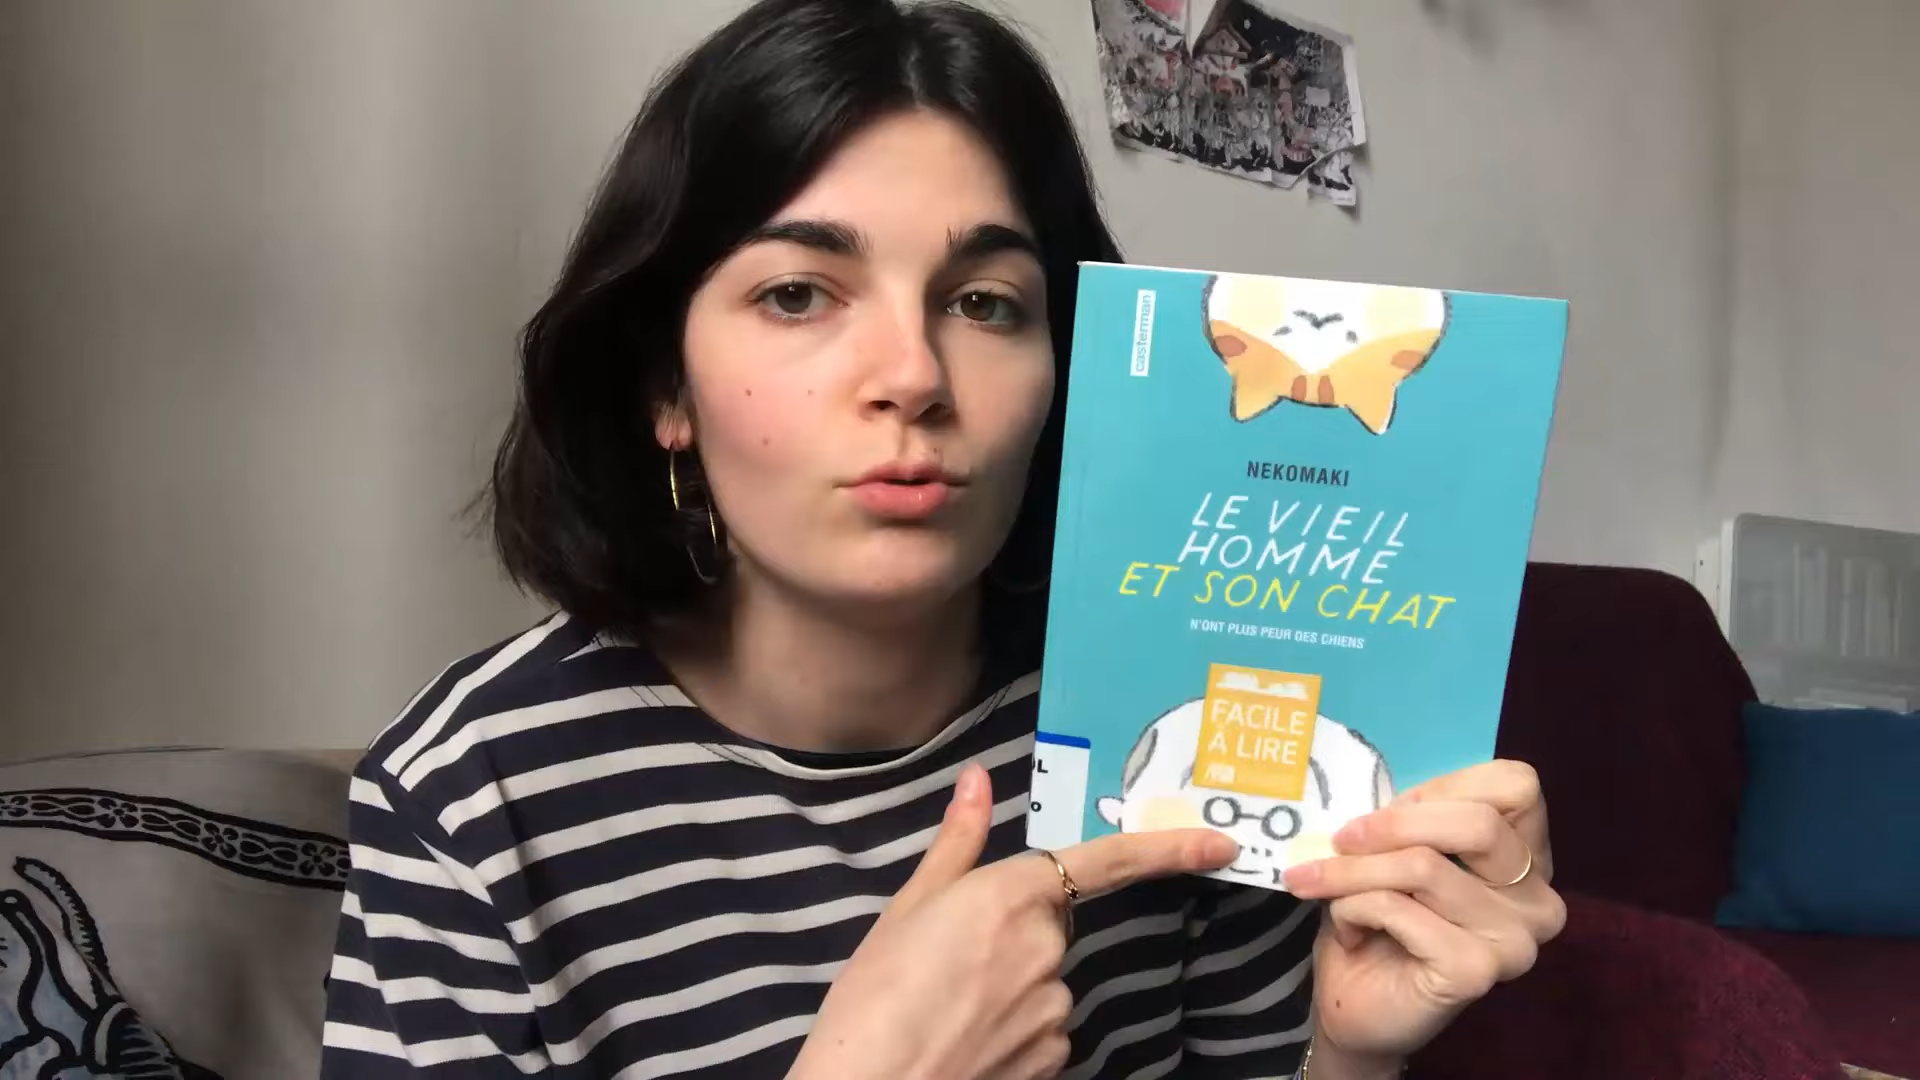 casterman
NEKOMAKI
LE VIEIL
HOMME
ET SON CHAT
N'ONT PLUS PEUR DES CHIENS
FACILE
À LIRE